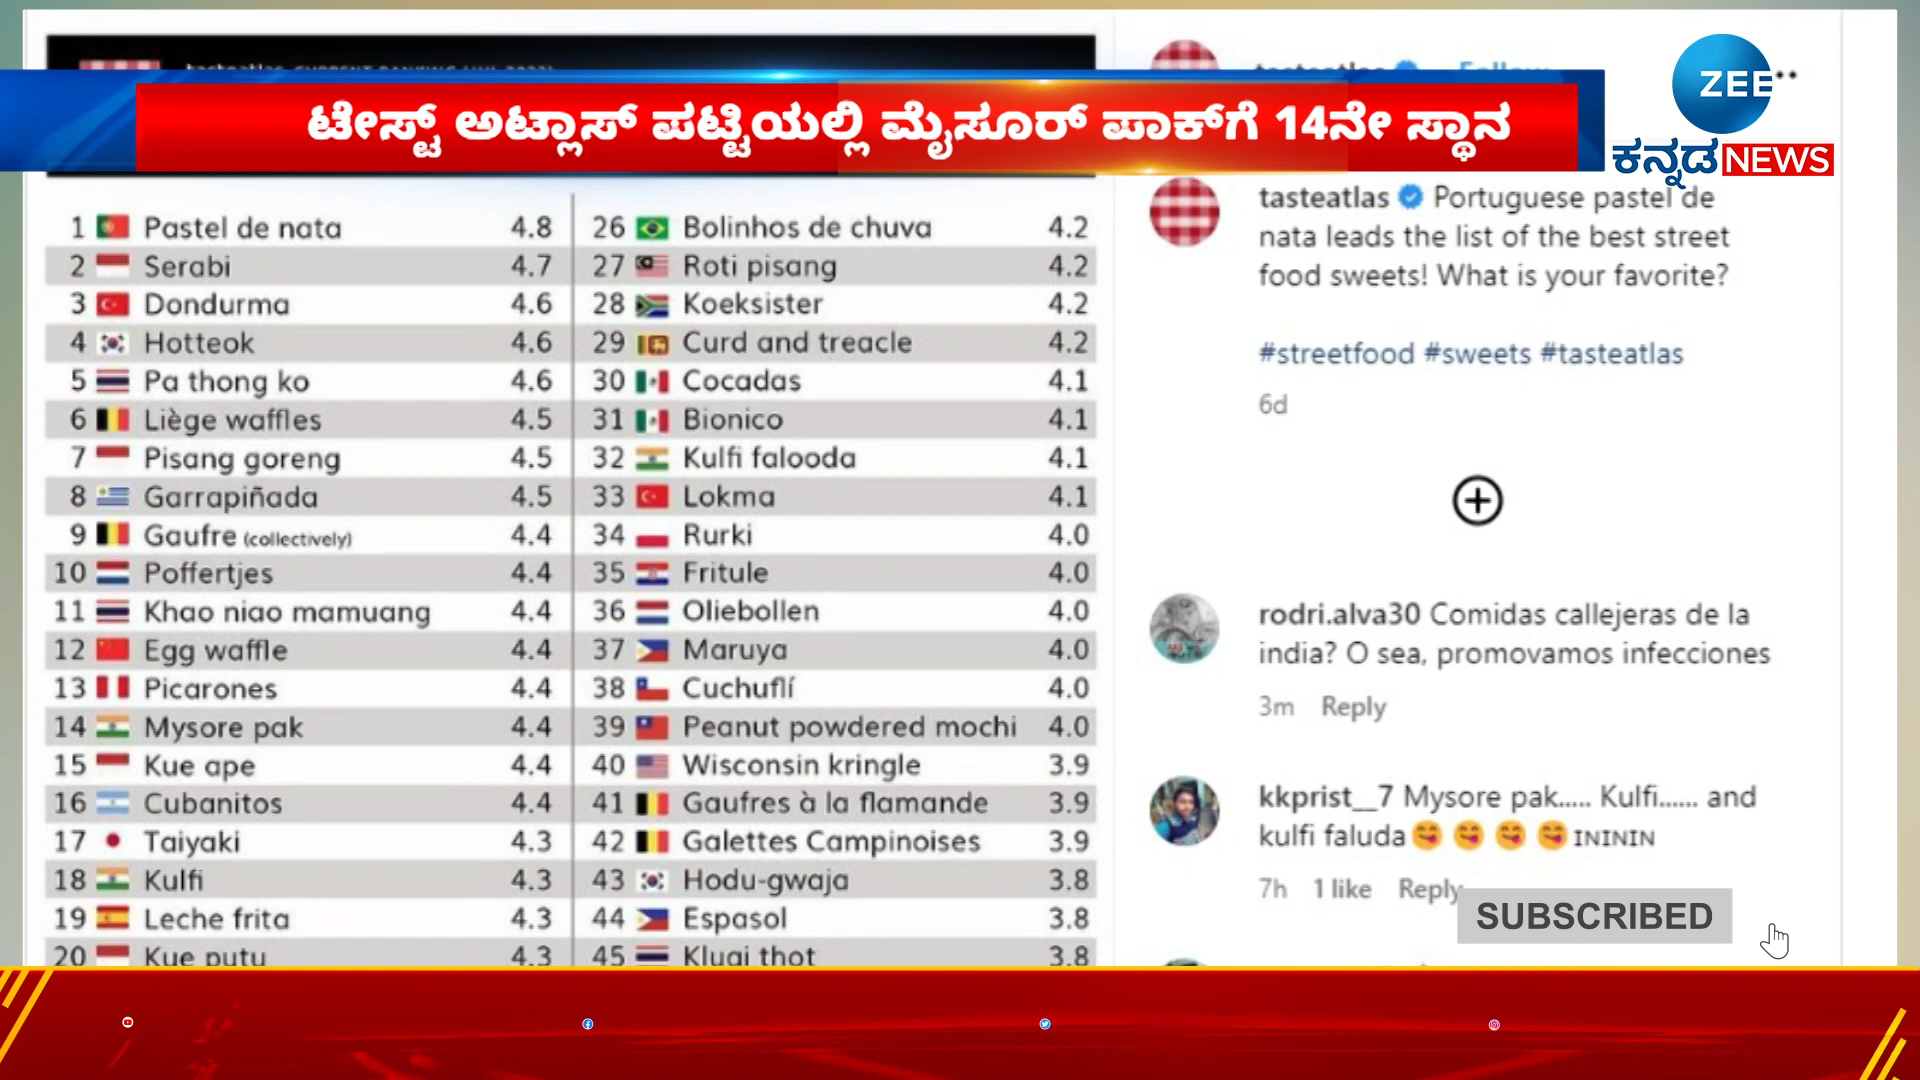 ಟೇಸ್ಟ್ ಅಟ್ಲಾಸ್ ಪಟ್ಟಿಯಲ್ಲಿ ಮೈಸೂರ್ ಪಾಕ್‌ಗೆ 14ನೇ ಸ್ಥಾನ
ZEE
ಕನ್ನಡ NEWS
1 Pastel de nata 4.8
2 Serabi 4.7
3 Dondurma 4.6
4 Hotteok 4.6
5 Pa thong ko 4.6
6 Liège waffles 4.5
7 Pisang goreng 4.5
8 Garrapiñada 4.5
9 Gaufre (collectively) 4.4
10 Poffertjes 4.4
11 Khao niao mamuang 4.4
12 Egg waffle 4.4
13 Picarones 4.4
14 Mysore pak 4.4
15 Kue ape 4.4
16 Cubanitos 4.4
17 Taiyaki 4.3
18 Kulfi 4.3
19 Leche frita 4.3
20 Kue putu 4.3
26 Bolinhos de chuva 4.2
27 Roti pisang 4.2
28 Koeksister 4.2
29 Curd and treacle 4.2
30 Cocadas 4.1
31 Bionico 4.1
32 Kulfi falooda 4.1
33 Lokma 4.1
34 Rurki 4.0
35 Fritule 4.0
36 Oliebollen 4.0
37 Maruya 4.0
38 Cuchuflí 4.0
39 Peanut powdered mochi 4.0
40 Wisconsin kringle 3.9
41 Gaufres à la flamande 3.9
42 Galettes Campinoises 3.9
43 Hodu-gwaja 3.8
44 Espasol 3.8
45 Kluai thot 3.8
tasteatlas Portuguese pastel de
nata leads the list of the best street
food sweets! What is your favorite?
#streetfood #sweets #tasteatlas
6d
rodri.alva30 Comidas callejeras de la
india? O sea, promovamos infecciones
3m Reply
kkprist__7 Mysore pak..... Kulfi...... and
kulfi faluda😋 😋 😋 😋 ININ​IN
7h 1 like Reply
SUBSCRIBED